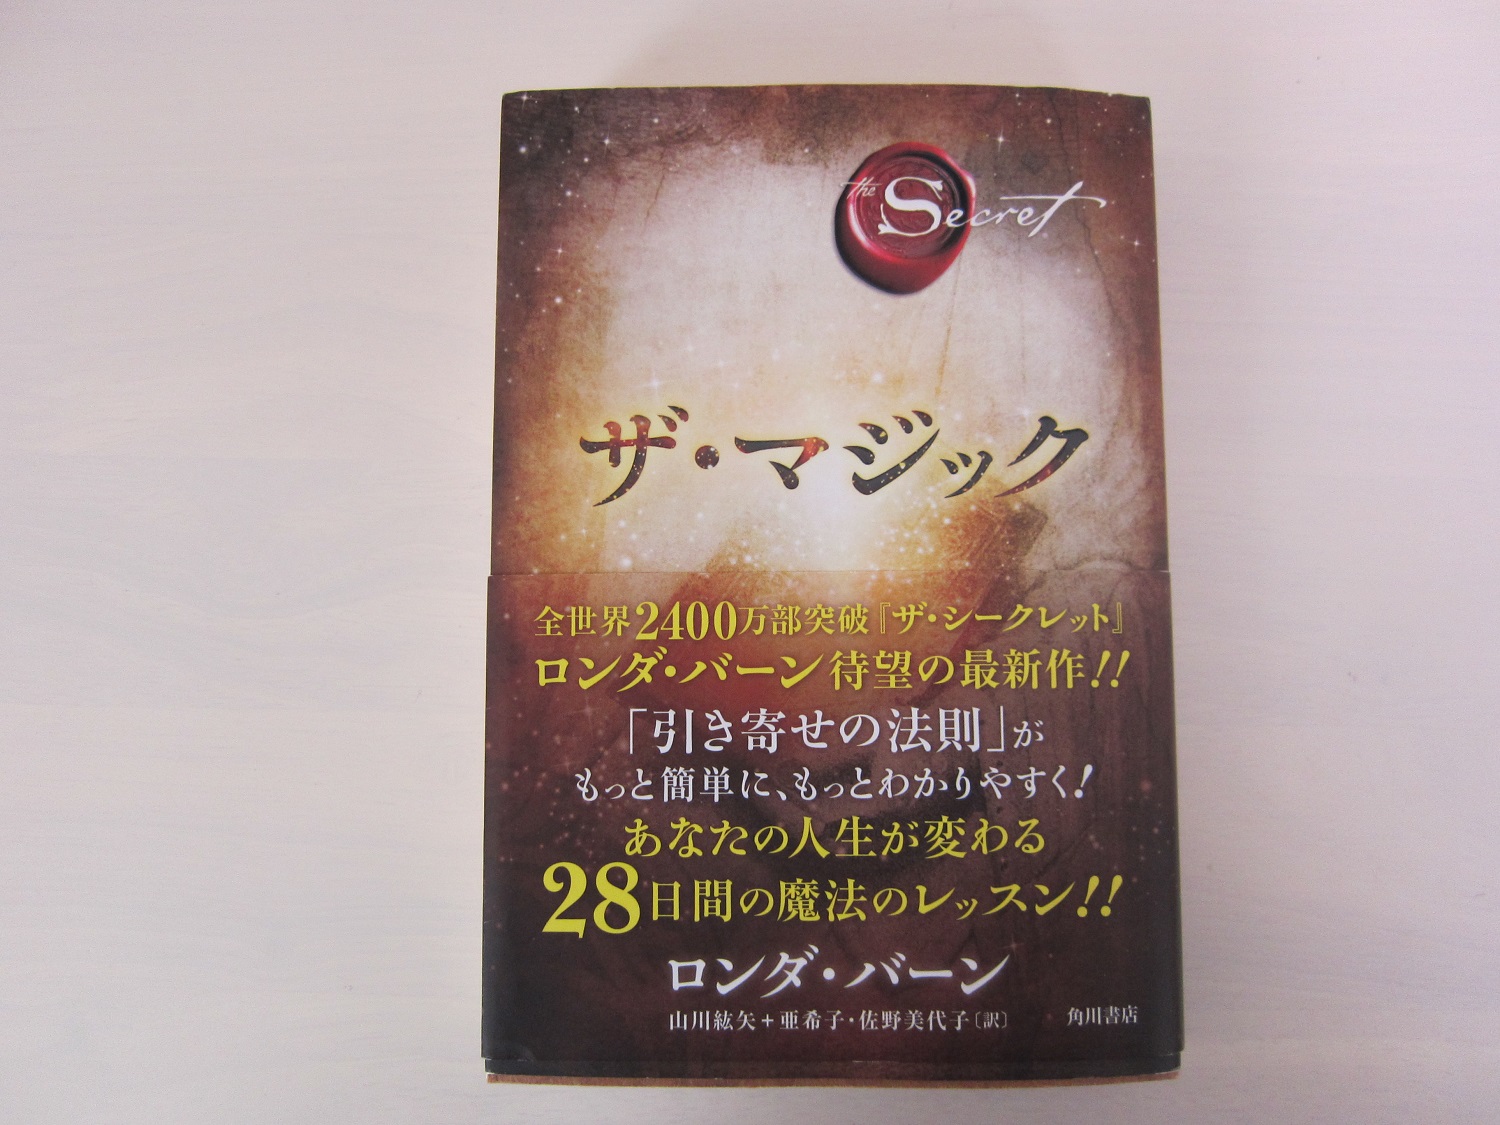 the Secret
ザ・マジック
全世界2400万部突破『ザ・シークレット』
ロンダ・バーン待望の最新作!!
「引き寄せの法則」が
もっと簡単に、もっとわかりやすく!
あなたの人生が変わる
28日間の魔法のレッスン!!
ロンダ・バーン
山川紘矢+亜希子・佐野美代子〔訳〕 角川書店